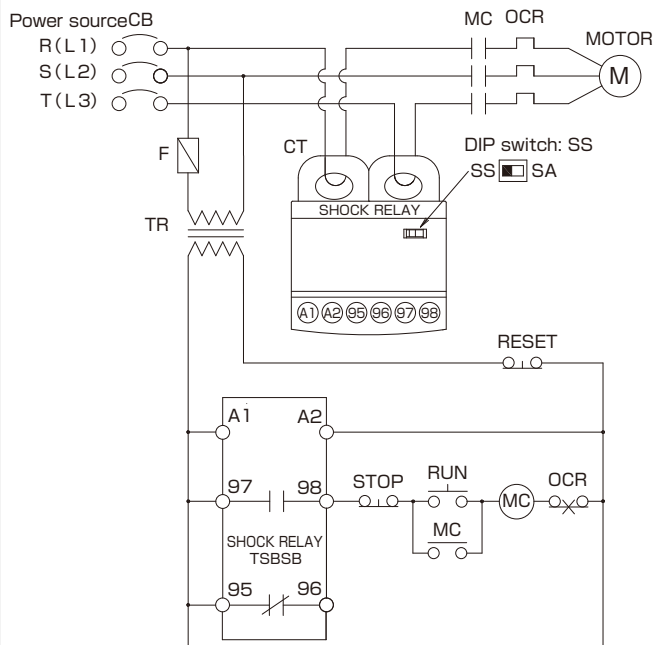 Power sourceCB
MC OCR
R(L1)
MOTOR
S(L2)
M
T(L3)
DIP switch: SS
CT
F
SS SA
SHOCK RELAY
TR
A1 A2 95 96 97 98
RESET
A1 A2
97 98
STOP
RUN
OCR
MC
MC
SHOCK RELAY
TSBSB
95 96